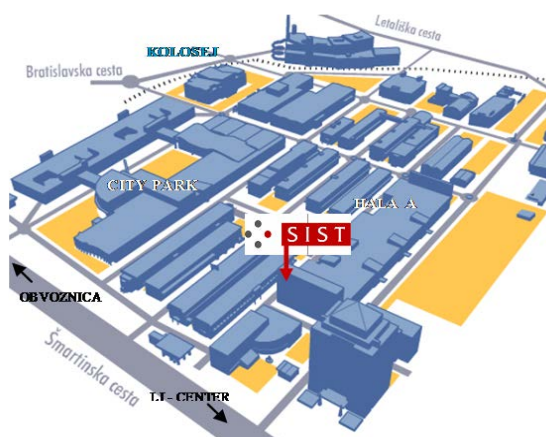 Letališka cesta
KOLOSEJ
Bratislavska cesta
CITY PARK
HALA A
SIST
OBVOZNICA
Šmartinska cesta
LJ - CENTER